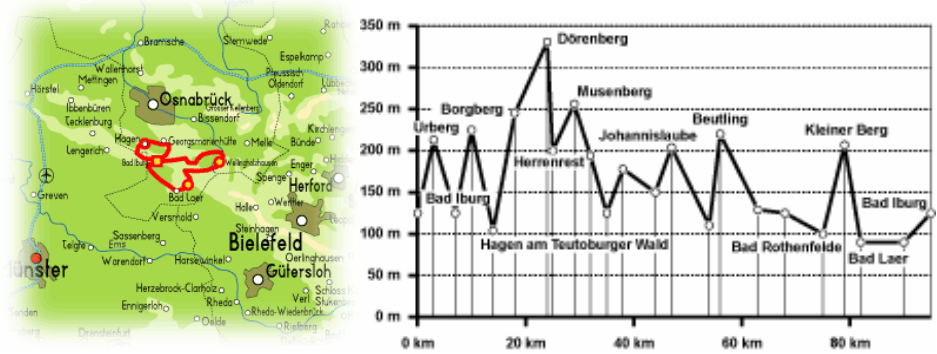 Bramsche
Stemwede
Espelkamp
Wallenhorst
Mettingen
Preussisch
Oldendorf
Hörstel
Ibbenbüren
Osnabrück
Tecklenburg
Bissendorf
Hagen
Georgsmarienhütte
Melle
Bünde
Lengerich
Bad Iburg
Wellingholzhausen
Enger
Spenge
Greven
Herford
Bad Laer
Halle
Werther
Versmold
Steinhagen
Sassenberg
Bielefeld
Telgte
Ems
Oerlinghausen
Warendorf
Harsewinkel
Münster
Gütersloh
Herzebrock-Clarholz
Verl
Schloss H
Stukenbro
Ennigerloh
Rheda
Rheda-Wiedenbrück
Oelde
Rietberg
350 m
300 m
250 m
200 m
150 m
100 m
50 m
0 m
Dörenberg
Musenberg
Borgberg
Urberg
Beutling
Johannislaube
Kleiner Berg
Herrenrest
Bad Iburg
Bad Iburg
Hagen am Teutoburger Wald
Bad Rothenfelde
Bad Laer
0 km
20 km
40 km
60 km
80 km